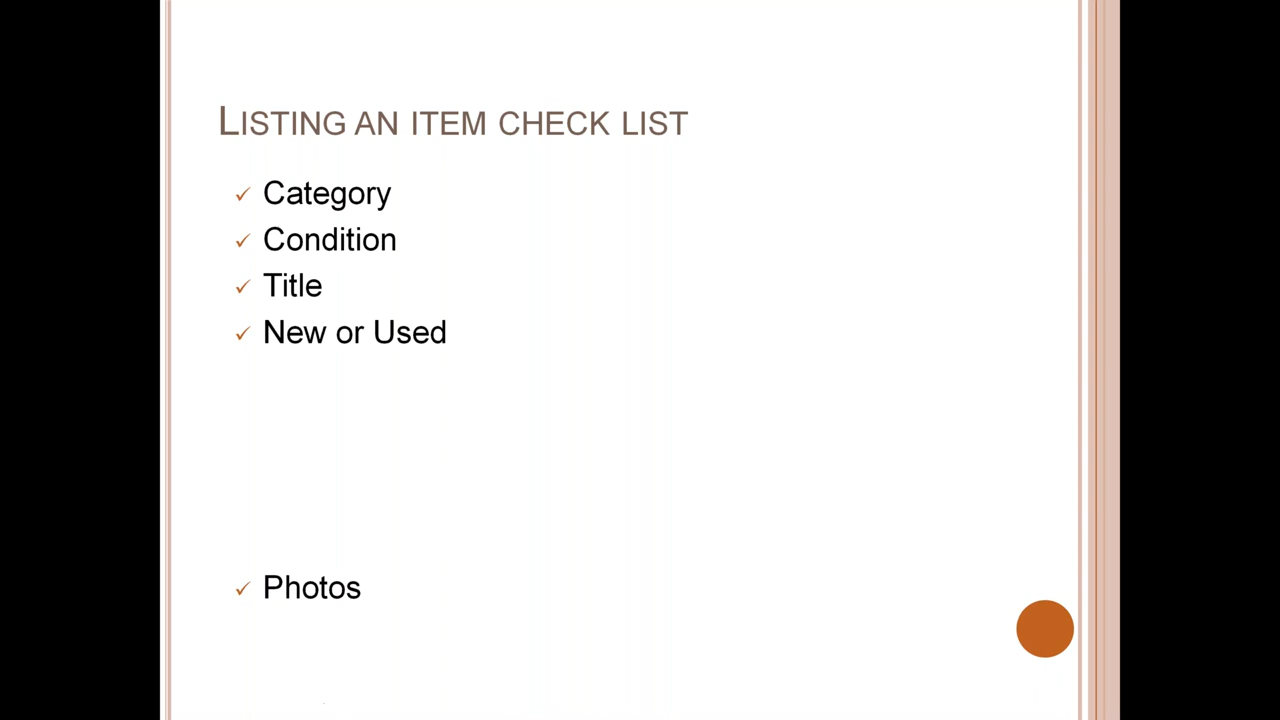 LISTING AN ITEM CHECK LIST
Category
Condition
Title
New or Used
Photos